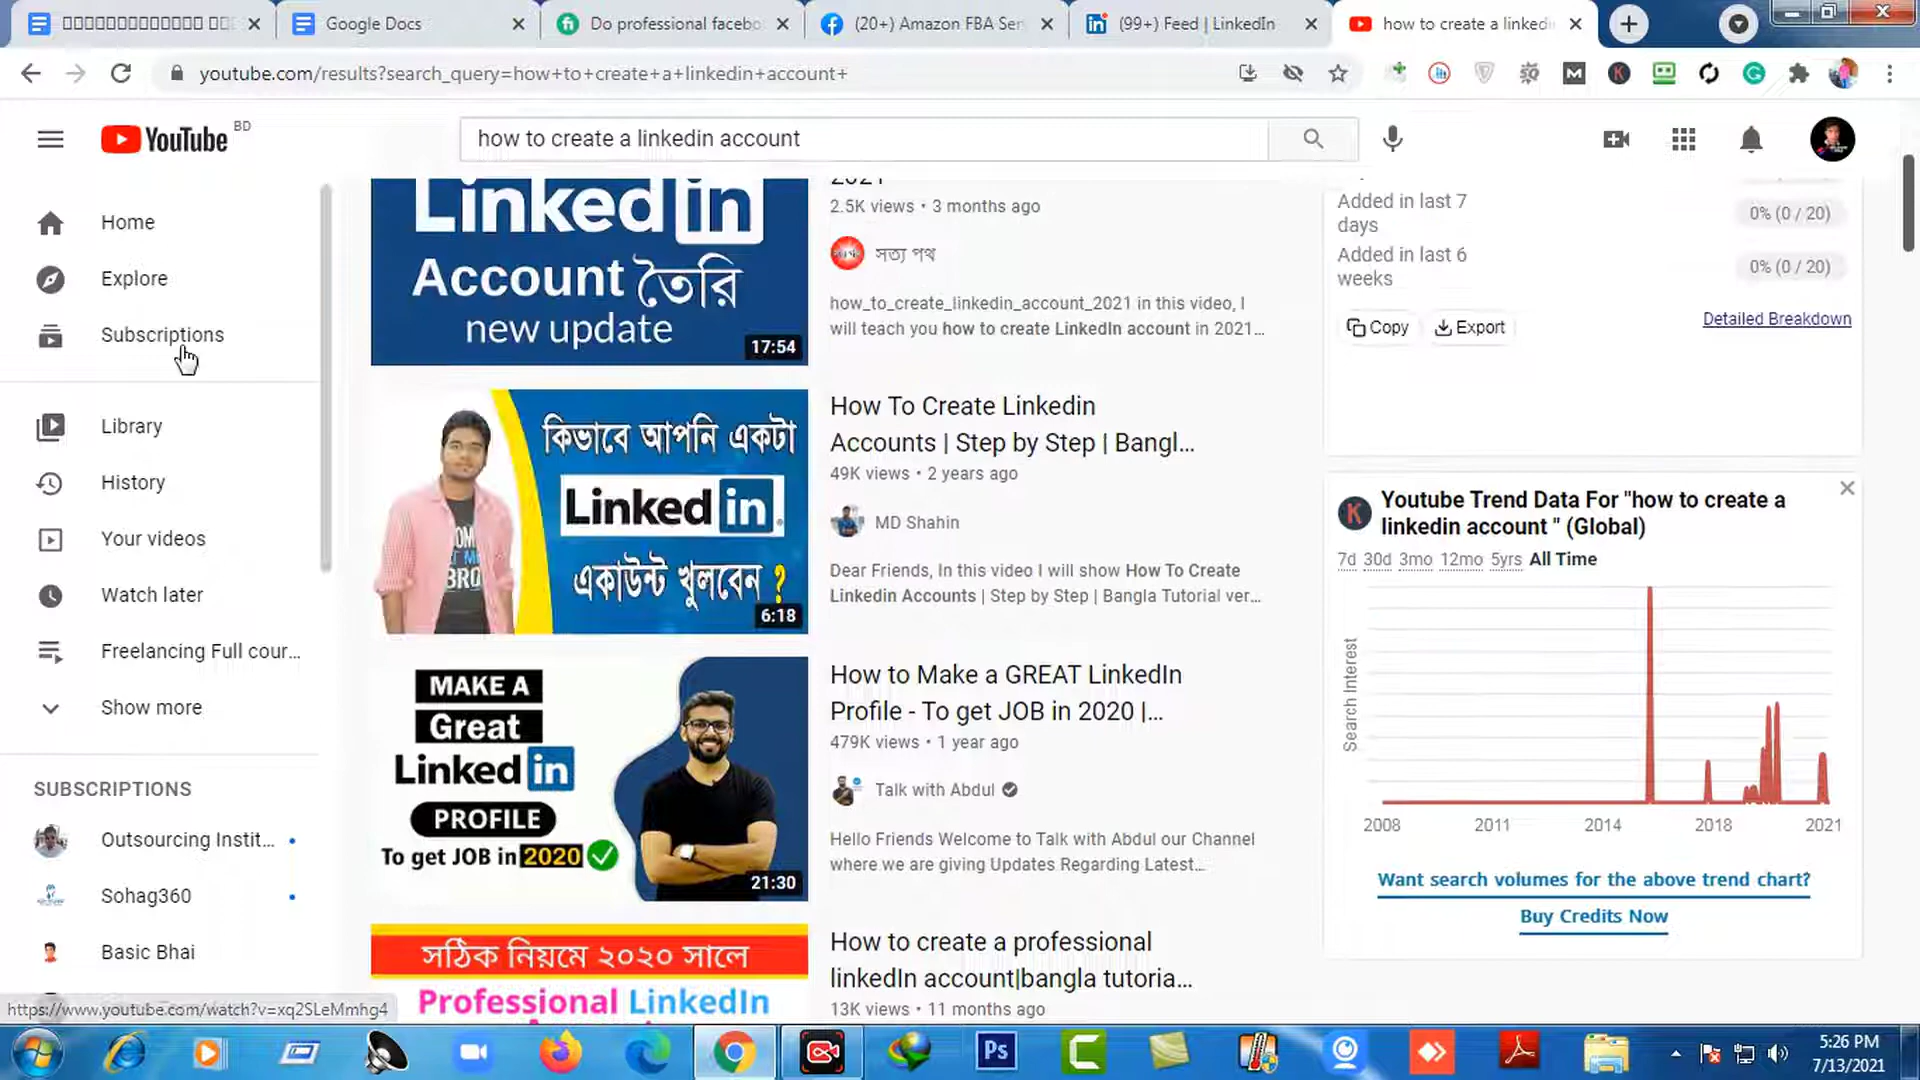 Google Docs
Do professional facebo
(20+) Amazon FBA Ser
(99+) Feed | LinkedIn
how to create a linkedi
youtube.com/results?search_query=how+to+create+a+linkedin+account+
YouTube BD
how to create a linkedin account
Home
Explore
Subscriptions
Library
History
Your videos
Watch later
Freelancing Full cour...
Show more
SUBSCRIPTIONS
Outsourcing Instit...
Sohag360
Basic Bhai
https://www.youtube.com/watch?v=xq2SLeMmhg4
Linked in
Account তৈরি
new update
17:54
2021
2.5K views • 3 months ago
সত্য পথ
how_to_create_linkedin_account_2021 in this video, I
will teach you how to create LinkedIn account in 2021...
কিভাবে আপনি একটা
Linked in
একাউন্ট খুলবেন ?
6:18
How To Create Linkedin
Accounts | Step by Step | Bangl...
49K views • 2 years ago
MD Shahin
Dear Friends, In this video I will show How To Create
Linkedin Accounts | Step by Step | Bangla Tutorial ver...
MAKE A
Great
Linked in
PROFILE
To get JOB in 2020
21:30
How to Make a GREAT LinkedIn
Profile - To get JOB in 2020 |...
479K views • 1 year ago
Talk with Abdul
Hello Friends Welcome to Talk with Abdul our Channel
where we are giving Updates Regarding Latest...
সঠিক নিয়মে ২০২০ সালে
Professional LinkedIn
How to create a professional
linkedIn account|bangla tutoria...
13K views • 11 months ago
Added in last 7
days
0% (0 / 20)
Added in last 6
weeks
0% (0 / 20)
Copy
Export
Detailed Breakdown
Youtube Trend Data For "how to create a
linkedin account " (Global)
7d 30d 3mo 12mo 5yrs All Time
Search Interest
2008 2011 2014 2018 2021
Want search volumes for the above trend chart?
Buy Credits Now
Ps
5:26 PM
7/13/2021